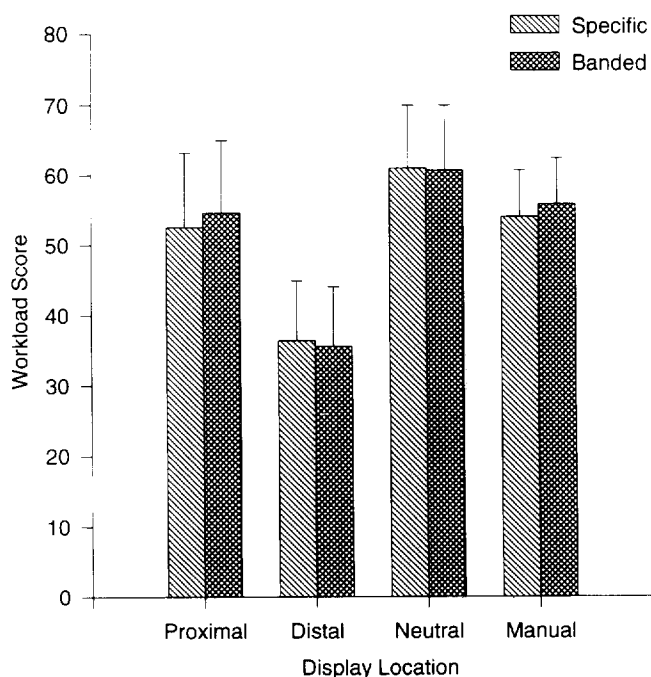 Specific
Banded
80
70
60
50
40
30
20
10
0
Workload Score
Proximal Distal Neutral Manual
Display Location